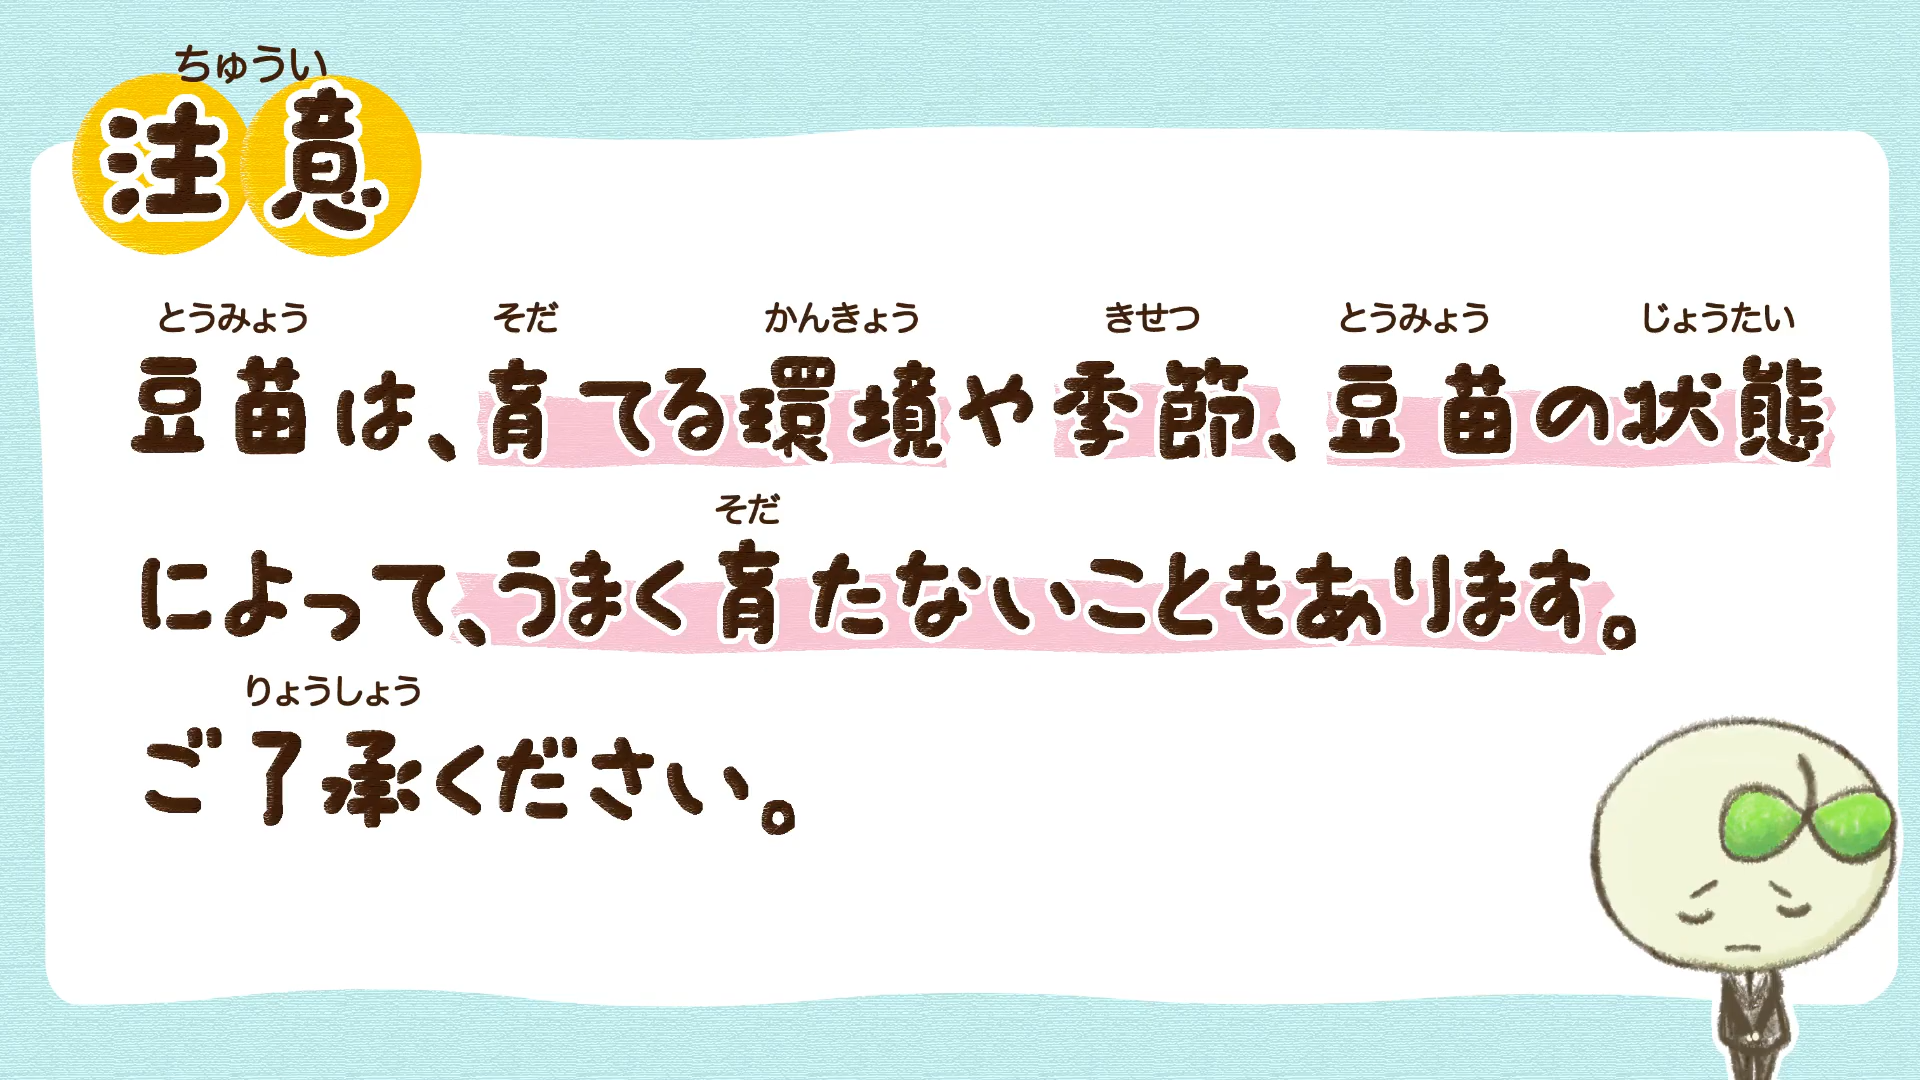 ちゅうい
注意
とうみょう そだ かんきょう きせつ とうみょう じょうたい
豆苗は、育てる環境や季節、豆苗の状態
そだ
によって、うまく育たないこともあります。
りょうしょう
ご了承ください。